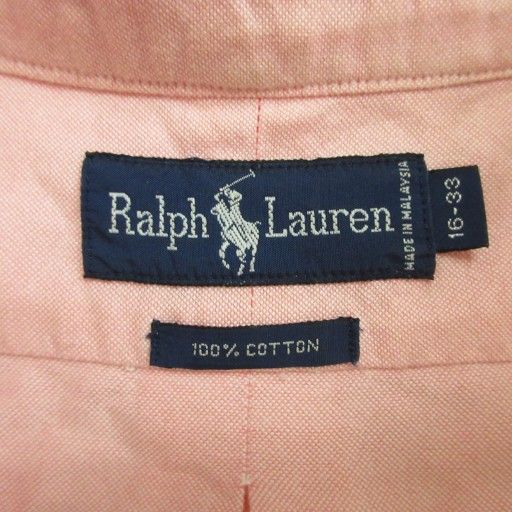 Ralph Lauren
MADE IN MALAYSIA
16-33
100% COTTON